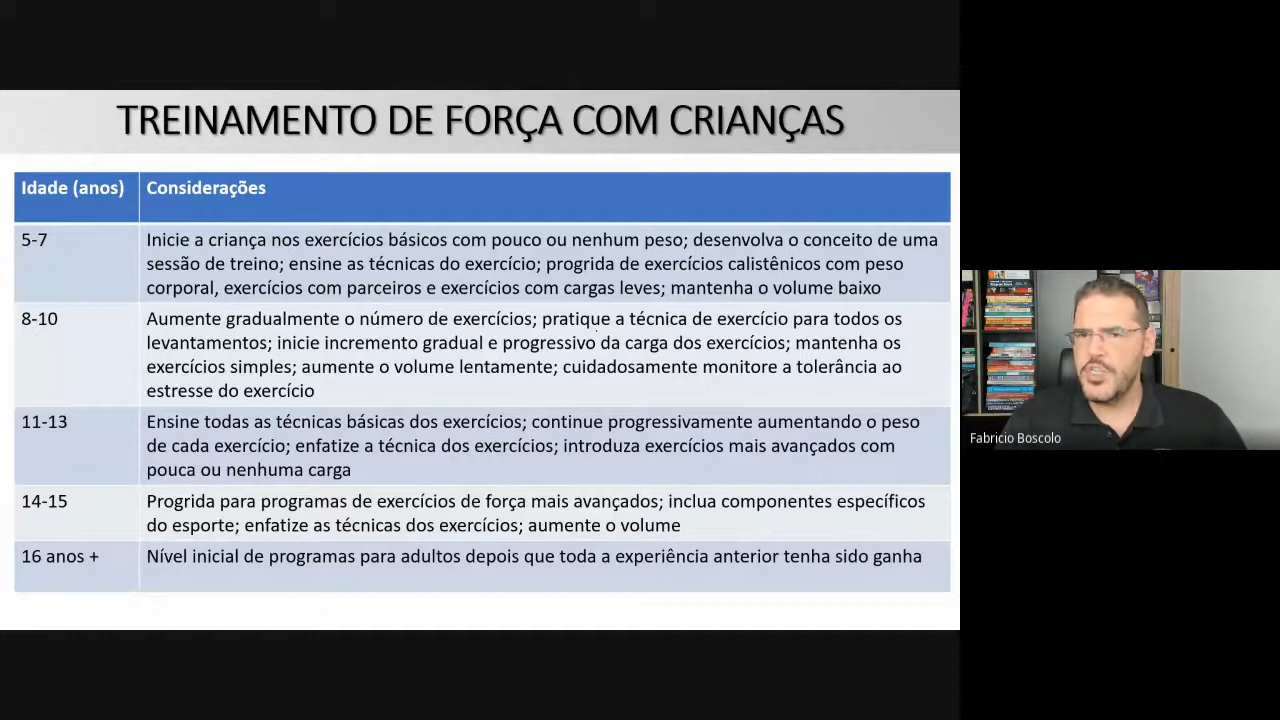 TREINAMENTO DE FORÇA COM CRIANÇAS
Idade (anos)
Considerações
5-7
Inicie a criança nos exercícios básicos com pouco ou nenhum peso; desenvolva o conceito de uma
sessão de treino; ensine as técnicas do exercício; progrida de exercícios calistênicos com peso
corporal, exercícios com parceiros e exercícios com cargas leves; mantenha o volume baixo
8-10
Aumente gradualmente o número de exercícios; pratique a técnica de exercício para todos os
levantamentos; inicie incremento gradual e progressivo da carga dos exercícios; mantenha os
exercícios simples; aumente o volume lentamente; cuidadosamente monitore a tolerância ao
estresse do exercício
11-13
Ensine todas as técnicas básicas dos exercícios; continue progressivamente aumentando o peso
de cada exercício; enfatize a técnica dos exercícios; introduza exercícios mais avançados com
pouca ou nenhuma carga
14-15
Progrida para programas de exercícios de força mais avançados; inclua componentes específicos
do esporte; enfatize as técnicas dos exercícios; aumente o volume
16 anos +
Nível inicial de programas para adultos depois que toda a experiência anterior tenha sido ganha
Fabricio Boscolo